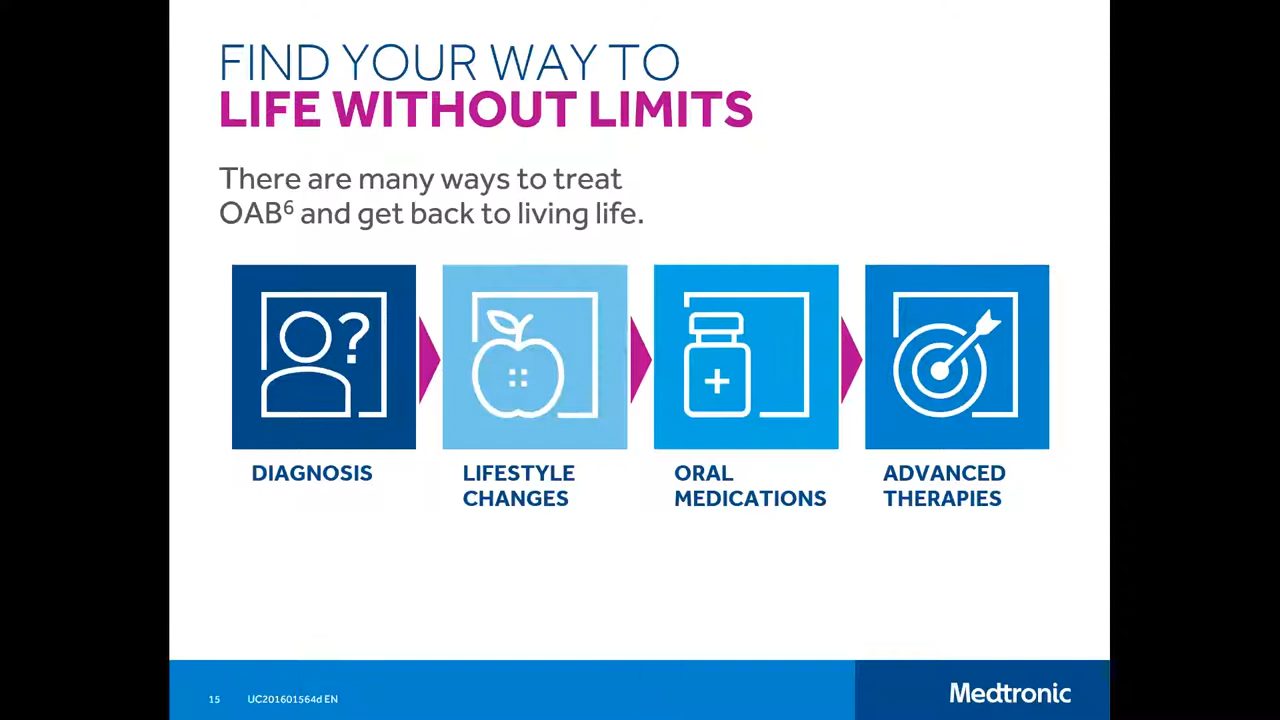 FIND YOUR WAY TO
LIFE WITHOUT LIMITS
There are many ways to treat
OAB⁶ and get back to living life.
?
DIAGNOSIS
LIFESTYLE
CHANGES
ORAL
MEDICATIONS
ADVANCED
THERAPIES
15 UC201601564d EN
Medtronic